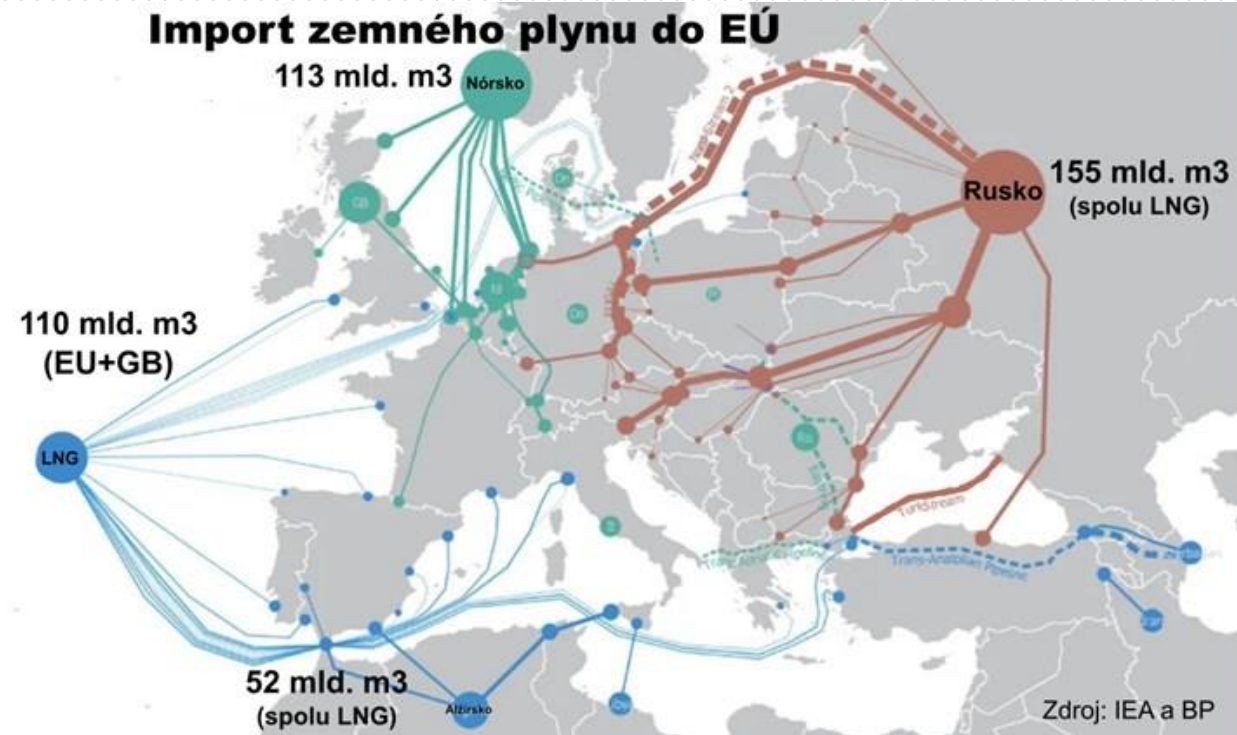 Import zemného plynu do EÚ
113 mld. m3
Nórsko
155 mld. m3
(spolu LNG)
Rusko
GB
110 mld. m3
(EU+GB)
LNG
Turkstream
Trans-Anatolian Pipeline
52 mld. m3
(spolu LNG)
Alžírsko
Zdroj: IEA a BP